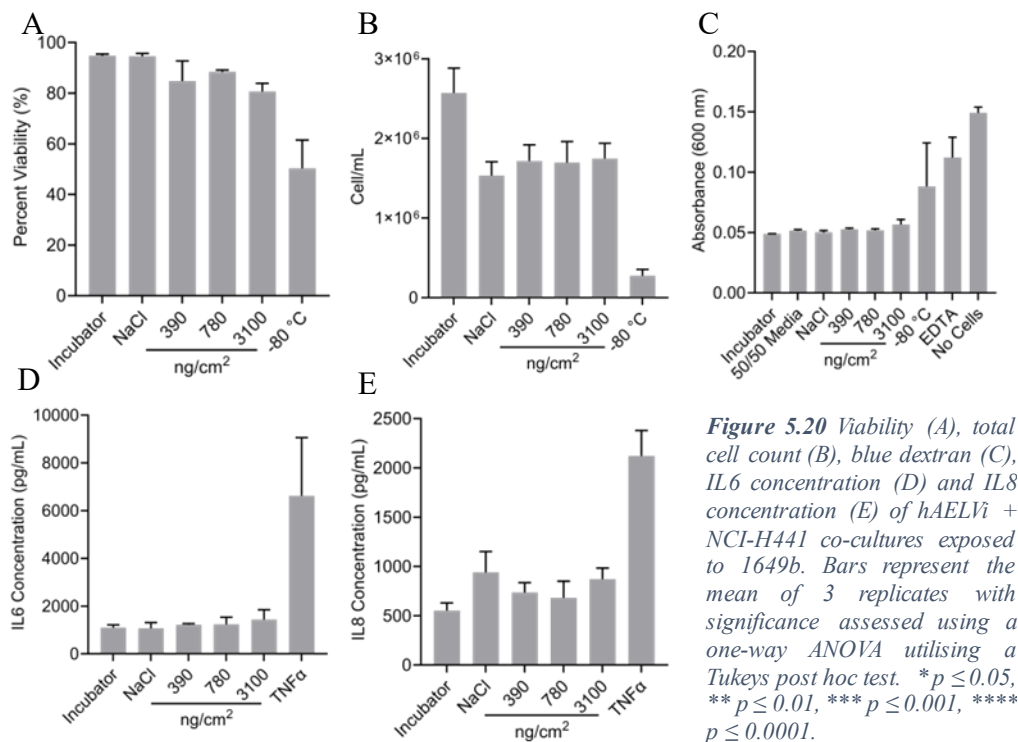 A
Percent Viability (%)
100
80
60
40
20
0
Incubator
NaCl
390
780
3100
-80 °C
ng/cm²
B
Cell/mL
3×10⁶
2×10⁶
1×10⁶
0
Incubator
NaCl
390
780
3100
-80 °C
ng/cm²
C
Absorbance (600 nm)
0.20
0.15
0.10
0.05
0.00
Incubator
50/50 Media
NaCl
390
780
3100
-80 °C
EDTA
No Cells
ng/cm²
D
IL6 Concentration (pg/mL)
10000
8000
6000
4000
2000
0
Incubator
NaCl
390
780
3100
TNFα
ng/cm²
E
IL8 Concentration (pg/mL)
2500
2000
1500
1000
500
0
Incubator
NaCl
390
780
3100
TNFα
ng/cm²
Figure 5.20 Viability (A), total
cell count (B), blue dextran (C),
IL6 concentration (D) and IL8
concentration (E) of hAELVi +
NCI-H441 co-cultures exposed
to 1649b. Bars represent the
mean of 3 replicates with
significance assessed using a
one-way ANOVA utilising a
Tukeys post hoc test. *p ≤ 0.05,
** p ≤ 0.01, *** p ≤ 0.001, ****
p ≤ 0.0001.